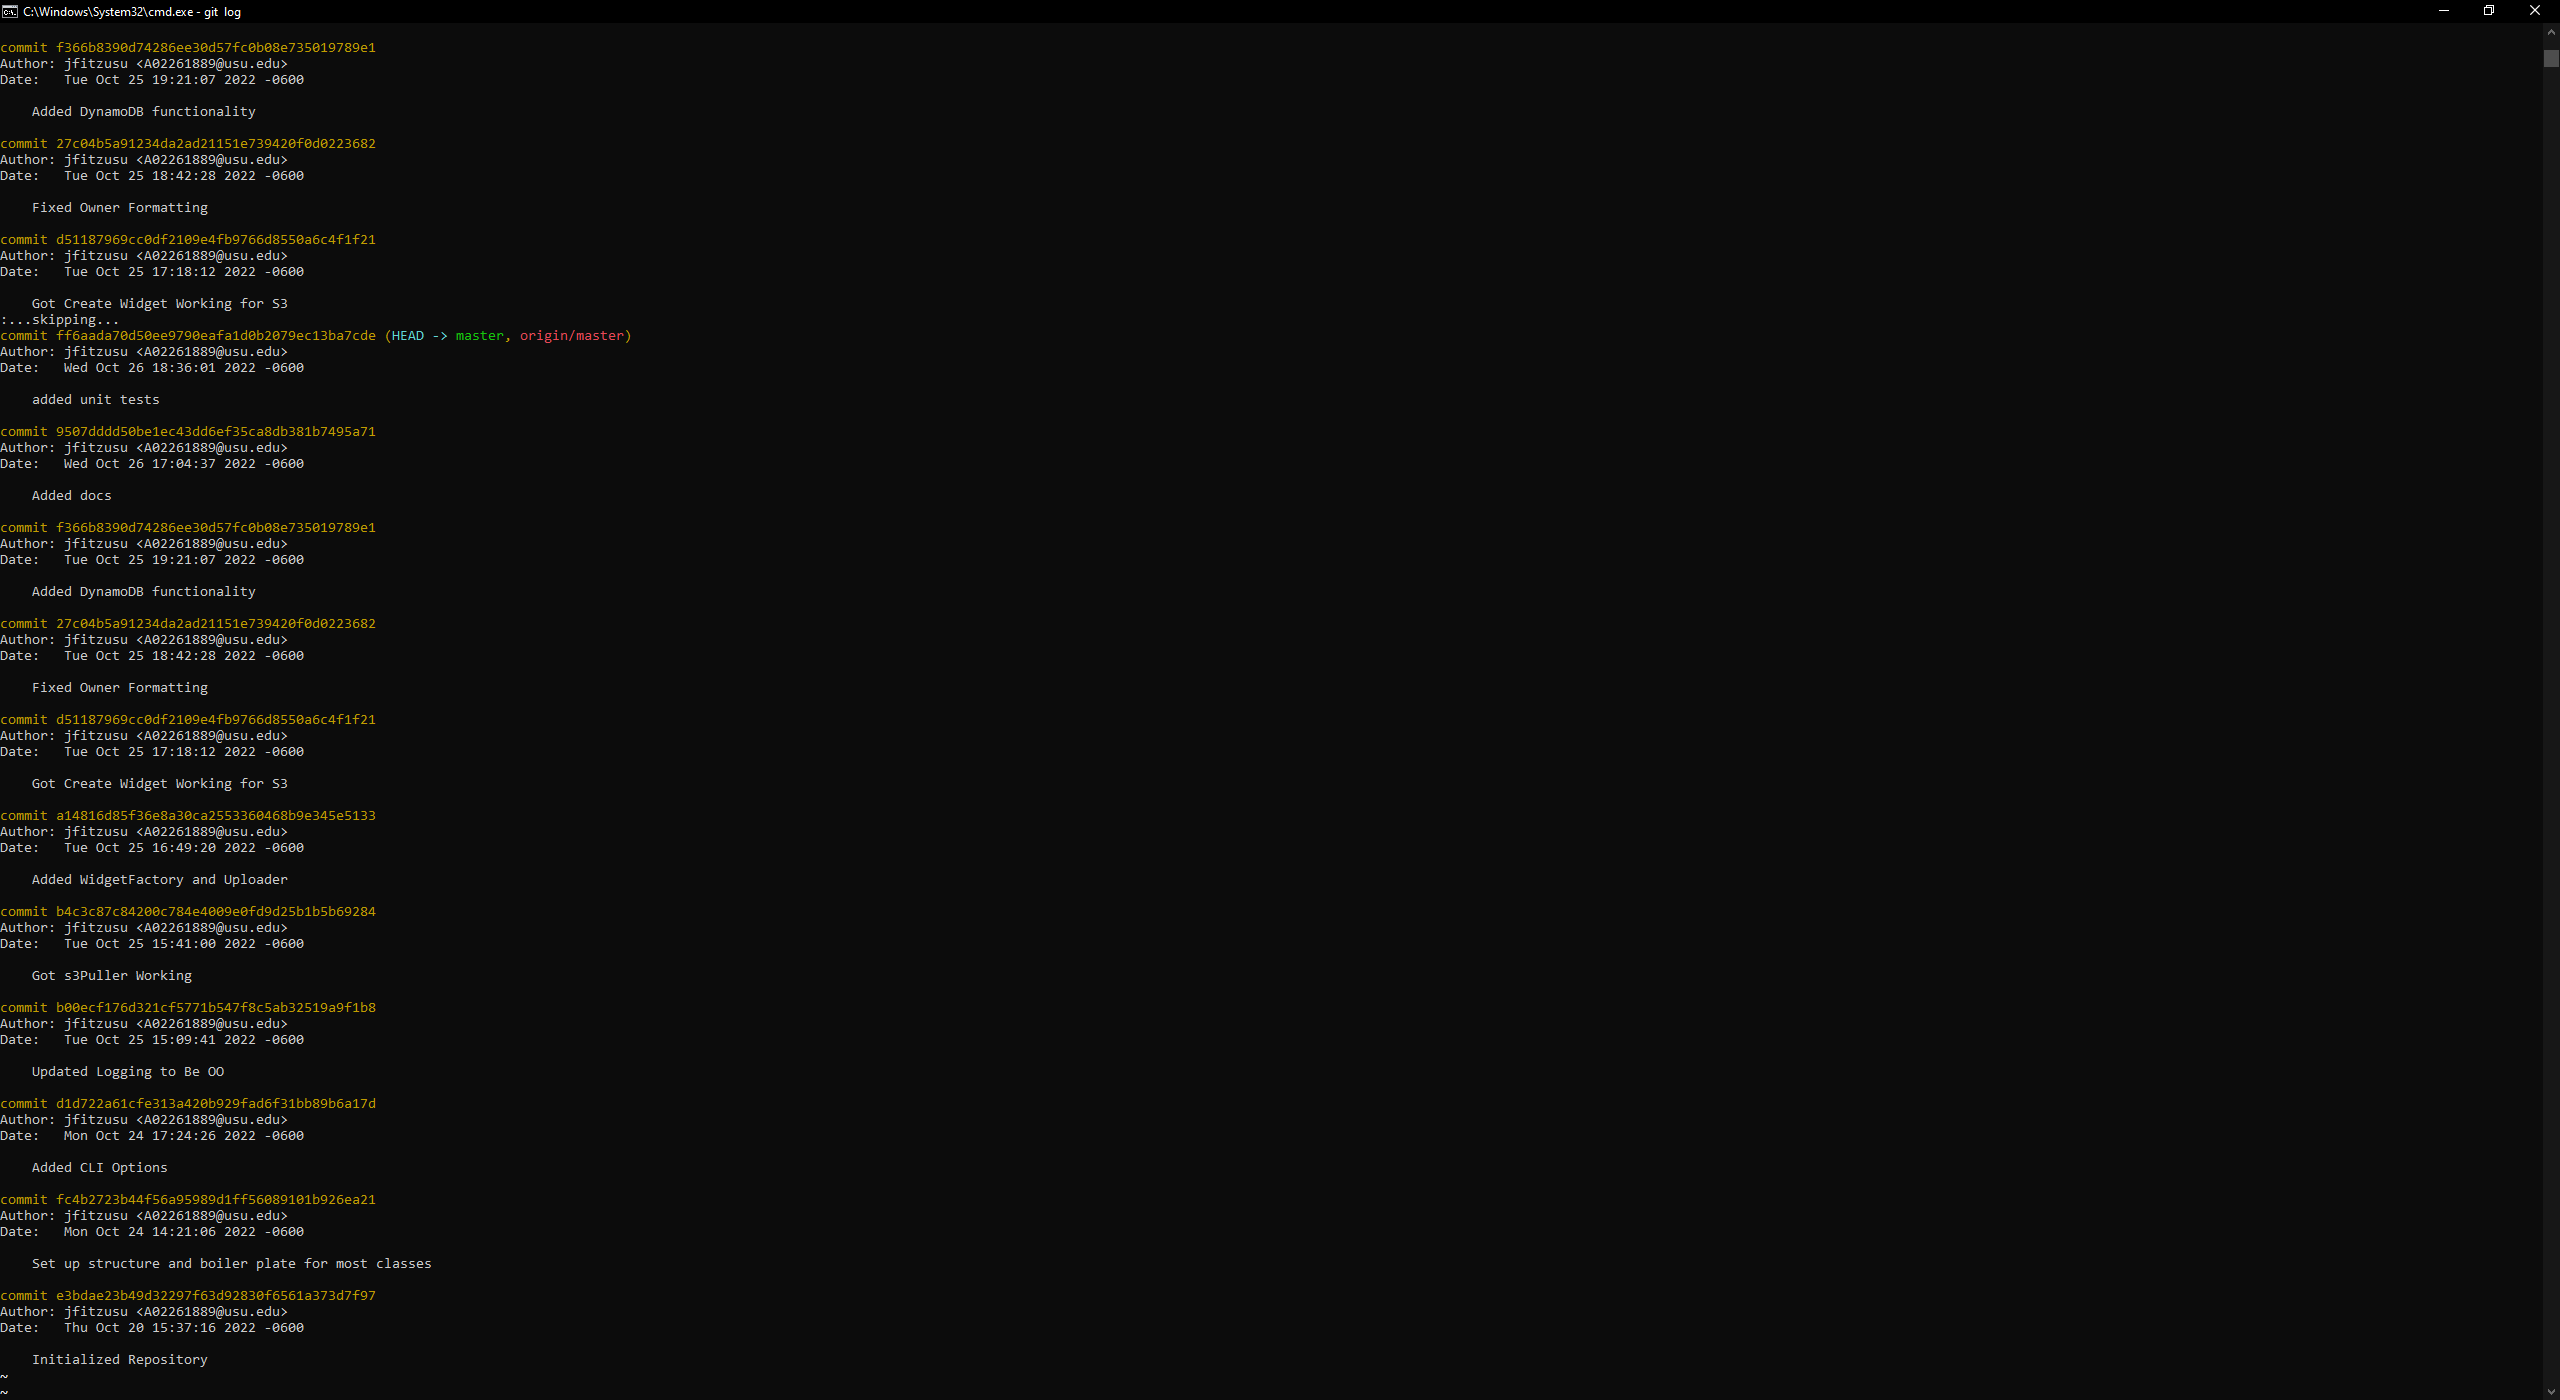 C:\Windows\System32\cmd.exe - git log
commit f366b8390d74286ee30d57fc0b08e735019789e1
Author: jfitzusu <A02261889@usu.edu>
Date:   Tue Oct 25 19:21:07 2022 -0600
    Added DynamoDB functionality
commit 27c04b5a91234da2ad21151e739420f0d0223682
Author: jfitzusu <A02261889@usu.edu>
Date:   Tue Oct 25 18:42:28 2022 -0600
    Fixed Owner Formatting
commit d51187969cc0df2109e4fb9766d8550a6c4f1f21
Author: jfitzusu <A02261889@usu.edu>
Date:   Tue Oct 25 17:18:12 2022 -0600
    Got Create Widget Working for S3
:...skipping...
commit ff6aada70d50ee9790eafa1d0b2079ec13ba7cde (HEAD -> master, origin/master)
Author: jfitzusu <A02261889@usu.edu>
Date:   Wed Oct 26 18:36:01 2022 -0600
    added unit tests
commit 9507dddd50be1ec43dd6ef35ca8db381b7495a71
Author: jfitzusu <A02261889@usu.edu>
Date:   Wed Oct 26 17:04:37 2022 -0600
    Added docs
commit f366b8390d74286ee30d57fc0b08e735019789e1
Author: jfitzusu <A02261889@usu.edu>
Date:   Tue Oct 25 19:21:07 2022 -0600
    Added DynamoDB functionality
commit 27c04b5a91234da2ad21151e739420f0d0223682
Author: jfitzusu <A02261889@usu.edu>
Date:   Tue Oct 25 18:42:28 2022 -0600
    Fixed Owner Formatting
commit d51187969cc0df2109e4fb9766d8550a6c4f1f21
Author: jfitzusu <A02261889@usu.edu>
Date:   Tue Oct 25 17:18:12 2022 -0600
    Got Create Widget Working for S3
commit a14816d85f36e8a30ca2553360468b9e345e5133
Author: jfitzusu <A02261889@usu.edu>
Date:   Tue Oct 25 16:49:20 2022 -0600
    Added WidgetFactory and Uploader
commit b4c3c87c84200c784e4009e0fd9d25b1b5b69284
Author: jfitzusu <A02261889@usu.edu>
Date:   Tue Oct 25 15:41:00 2022 -0600
    Got s3Puller Working
commit b00ecf176d321cf5771b547f8c5ab32519a9f1b8
Author: jfitzusu <A02261889@usu.edu>
Date:   Tue Oct 25 15:09:41 2022 -0600
    Updated Logging to Be OO
commit d1d722a61cfe313a420b929fad6f31bb89b6a17d
Author: jfitzusu <A02261889@usu.edu>
Date:   Mon Oct 24 17:24:26 2022 -0600
    Added CLI Options
commit fc4b2723b44f56a95989d1ff56089101b926ea21
Author: jfitzusu <A02261889@usu.edu>
Date:   Mon Oct 24 14:21:06 2022 -0600
    Set up structure and boiler plate for most classes
commit e3bdae23b49d32297f63d92830f6561a373d7f97
Author: jfitzusu <A02261889@usu.edu>
Date:   Thu Oct 20 15:37:16 2022 -0600
    Initialized Repository
~
~